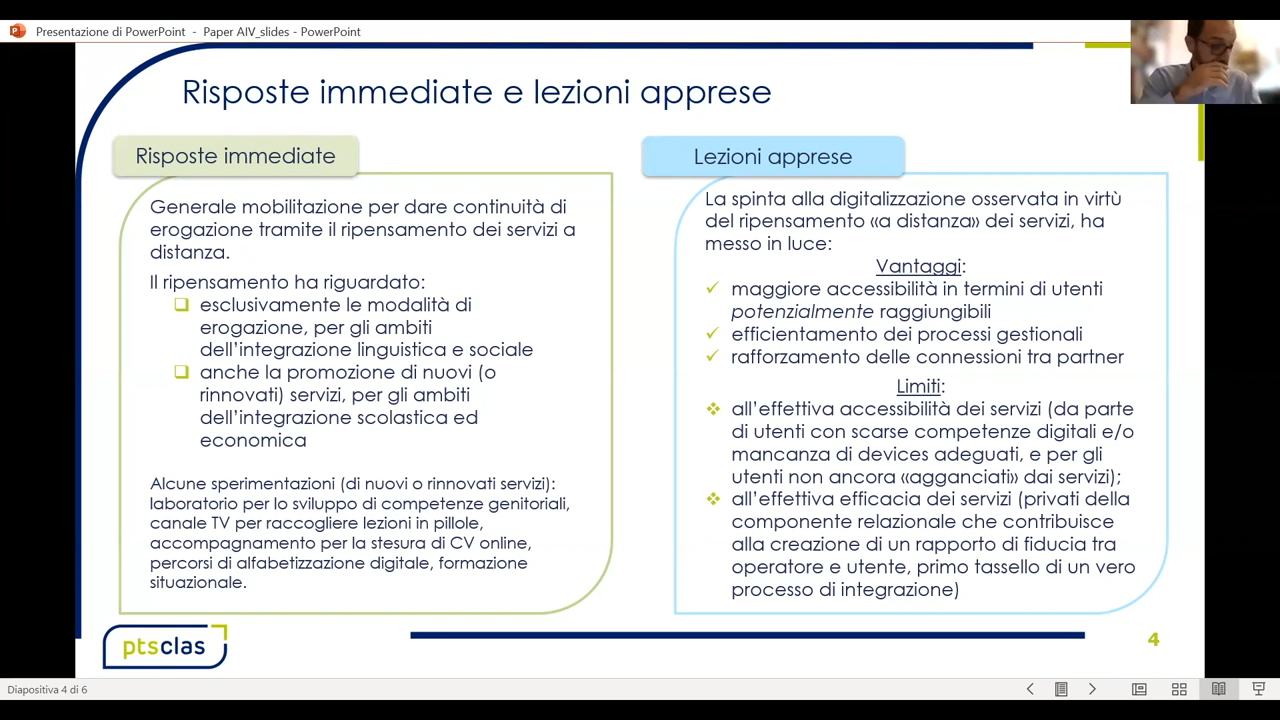 Presentazione di PowerPoint - Paper AIV_slides - PowerPoint
Risposte immediate e lezioni apprese
Risposte immediate
Generale mobilitazione per dare continuità di
erogazione tramite il ripensamento dei servizi a
distanza.
Il ripensamento ha riguardato:
esclusivamente le modalità di
erogazione, per gli ambiti
dell'integrazione linguistica e sociale
anche la promozione di nuovi (o
rinnovati) servizi, per gli ambiti
dell'integrazione scolastica ed
economica
Alcune sperimentazioni (di nuovi o rinnovati servizi):
laboratorio per lo sviluppo di competenze genitoriali,
canale TV per raccogliere lezioni in pillole,
accompagnamento per la stesura di CV online,
percorsi di alfabetizzazione digitale, formazione
situazionale.
Lezioni apprese
La spinta alla digitalizzazione osservata in virtù
del ripensamento «a distanza» dei servizi, ha
messo in luce:
Vantaggi:
maggiore accessibilità in termini di utenti
potenzialmente raggiungibili
efficientamento dei processi gestionali
rafforzamento delle connessioni tra partner
Limiti:
all'effettiva accessibilità dei servizi (da parte
di utenti con scarse competenze digitali e/o
mancanza di devices adeguati, e per gli
utenti non ancora «agganciati» dai servizi);
all'effettiva efficacia dei servizi (privati della
componente relazionale che contribuisce
alla creazione di un rapporto di fiducia tra
operatore e utente, primo tassello di un vero
processo di integrazione)
ptsclas
4
Diapositiva 4 di 6